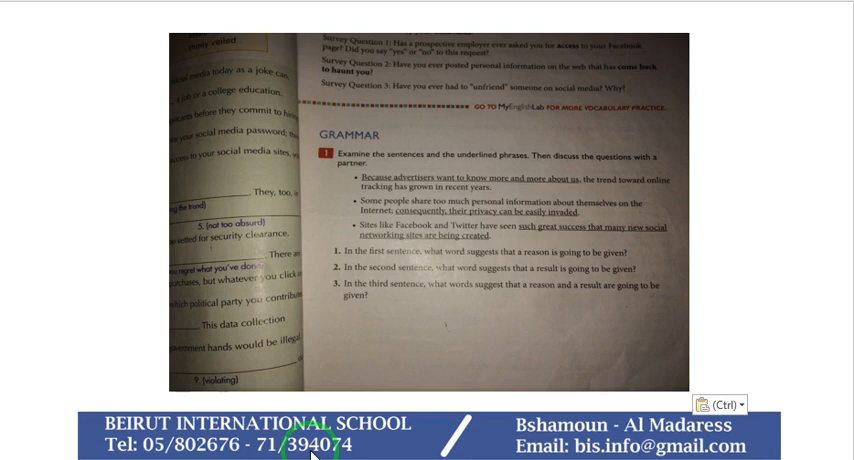 mimly veiled
social media today as a joke can,
a job or a college education.
before they commit to
your social media password; the
access to your social media sites, yo
They, too, is
ng the trend)
5. (not too absurd)
vetted for security clearance.
There are
ou regret what you've done
purchases, but whatever you click
which political party you contribu
This data collection
government hands would be illegal
9. (violating)
Survey Question 1: Has a prospective employer ever asked you for access to your Facebook
page? Did you say "yes" or "no" to this request?
Survey Question 2: Have you ever posted personal information on the web that has come back
to haunt you?
Survey Question 3: Have you ever had to "unfriend" someone on social media? Why?
GO TO MyEnglishLab FOR MORE VOCABULARY PRACTICE.
GRAMMAR
1 Examine the sentences and the underlined phrases. Then discuss the questions with a
partner.
• Because advertisers want to know more and more about us, the trend toward online
tracking has grown in recent years.
• Some people share too much personal information about themselves on the
Internet; consequently, their privacy can be easily invaded.
• Sites like Facebook and Twitter have seen such great success that many new social
networking sites are being created.
1. In the first sentence, what word suggests that a reason is going to be given?
2. In the second sentence, what word suggests that a result is going to be given?
3. In the third sentence, what words suggest that a reason and a result are going to be
given?
(Ctrl)
BEIRUT INTERNATIONAL SCHOOL
Tel: 05/802676 - 71/394074
Bshamoun - Al Madaress
Email: bis.info@gmail.com